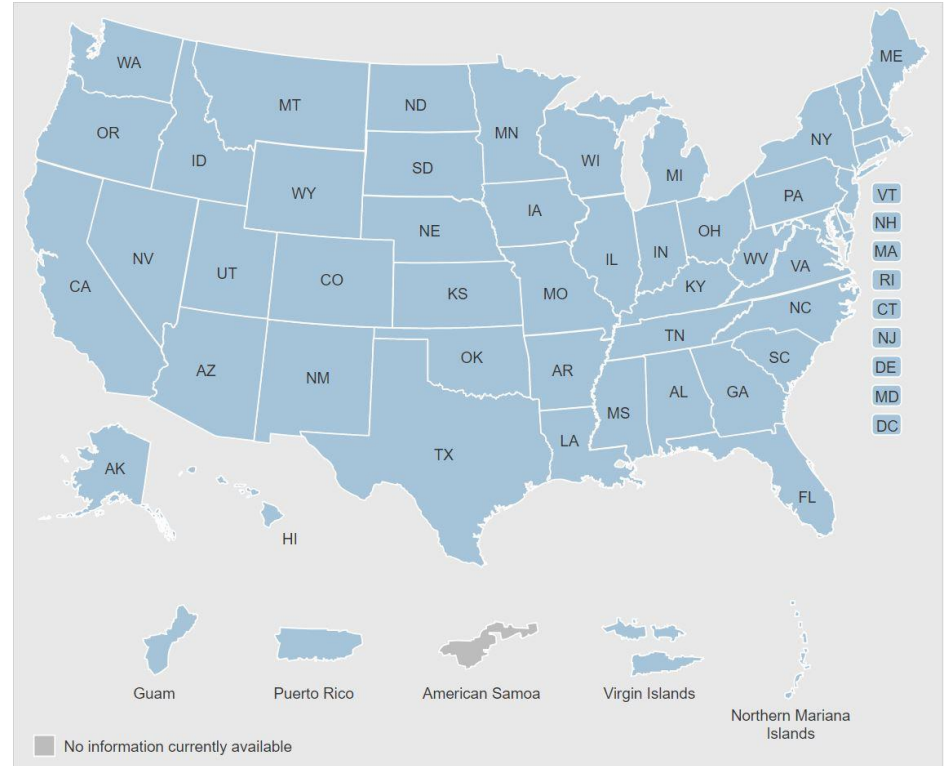 ME
WA
MT
ND
MN
OR
NY
ID
SD
WI
MI
WY
PA
VT
IA
NH
NE
OH
MA
NV
IL
IN
WV
UT
VA
CO
RI
CA
KS
MO
KY
NC
CT
TN
NJ
OK
SC
AZ
NM
AR
DE
AL
GA
MS
MD
DC
LA
TX
AK
FL
HI
Guam
Puerto Rico
American Samoa
Virgin Islands
Northern Mariana
Islands
No information currently available